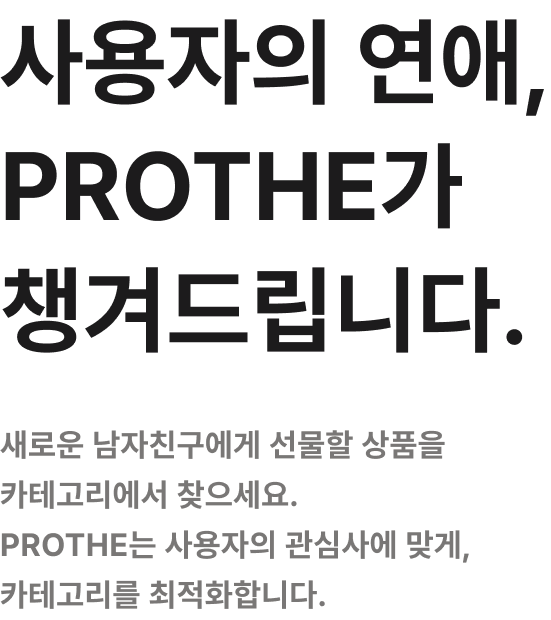 사용자의 연애,
PROTHE가
챙겨드립니다.
새로운 남자친구에게 선물할 상품을
카테고리에서 찾으세요.
PROTHE는 사용자의 관심사에 맞게,
카테고리를 최적화합니다.